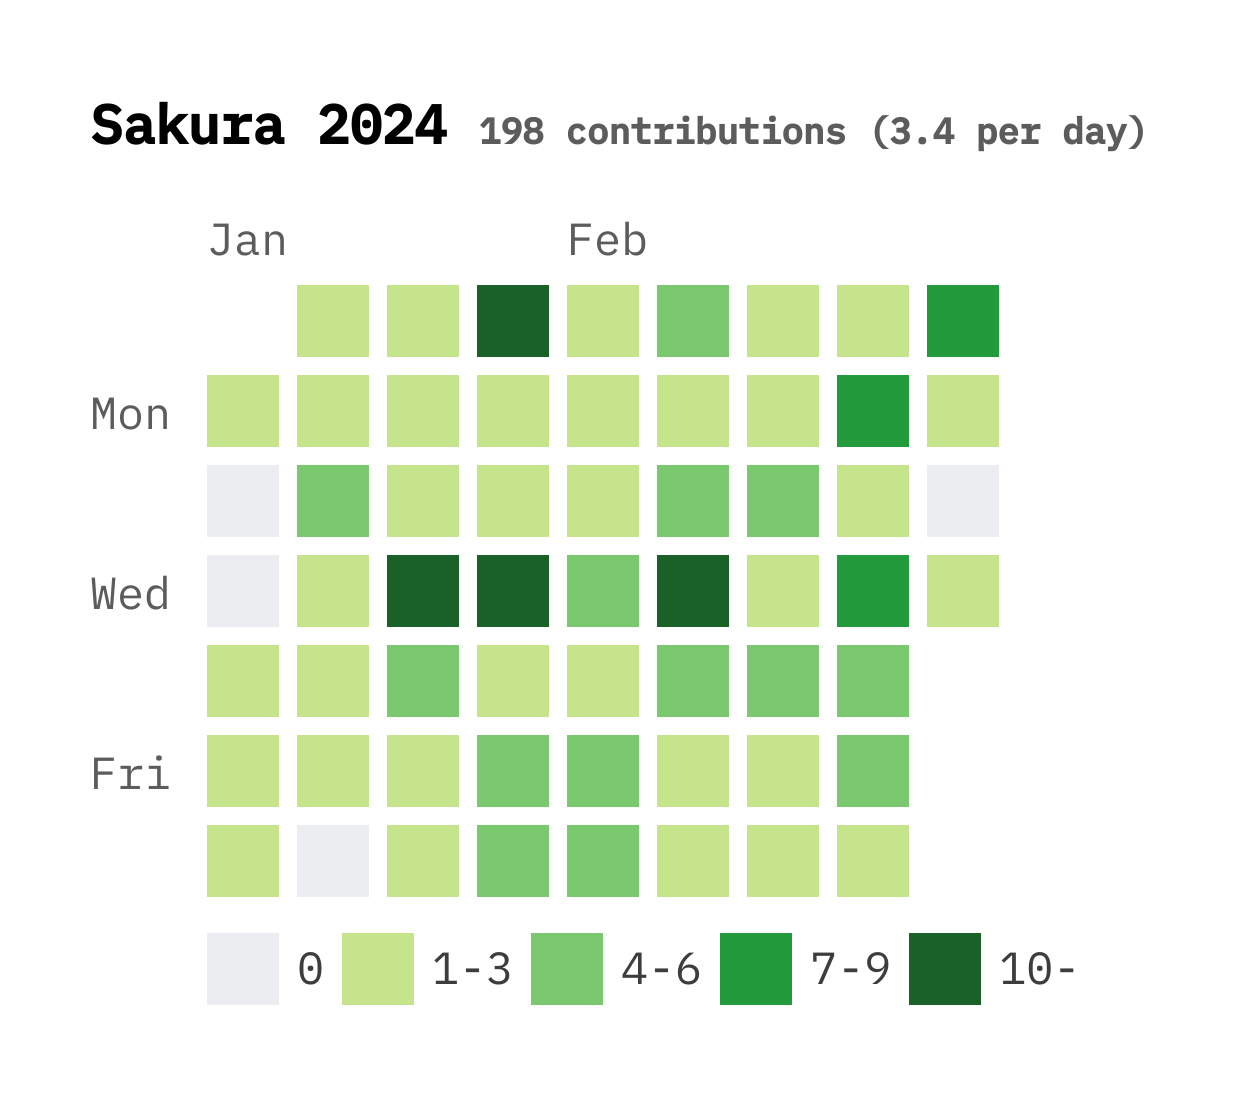 Sakura 2024 198 contributions (3.4 per day)
Jan Feb
Mon
Wed
Fri
0 1-3 4-6 7-9 10-